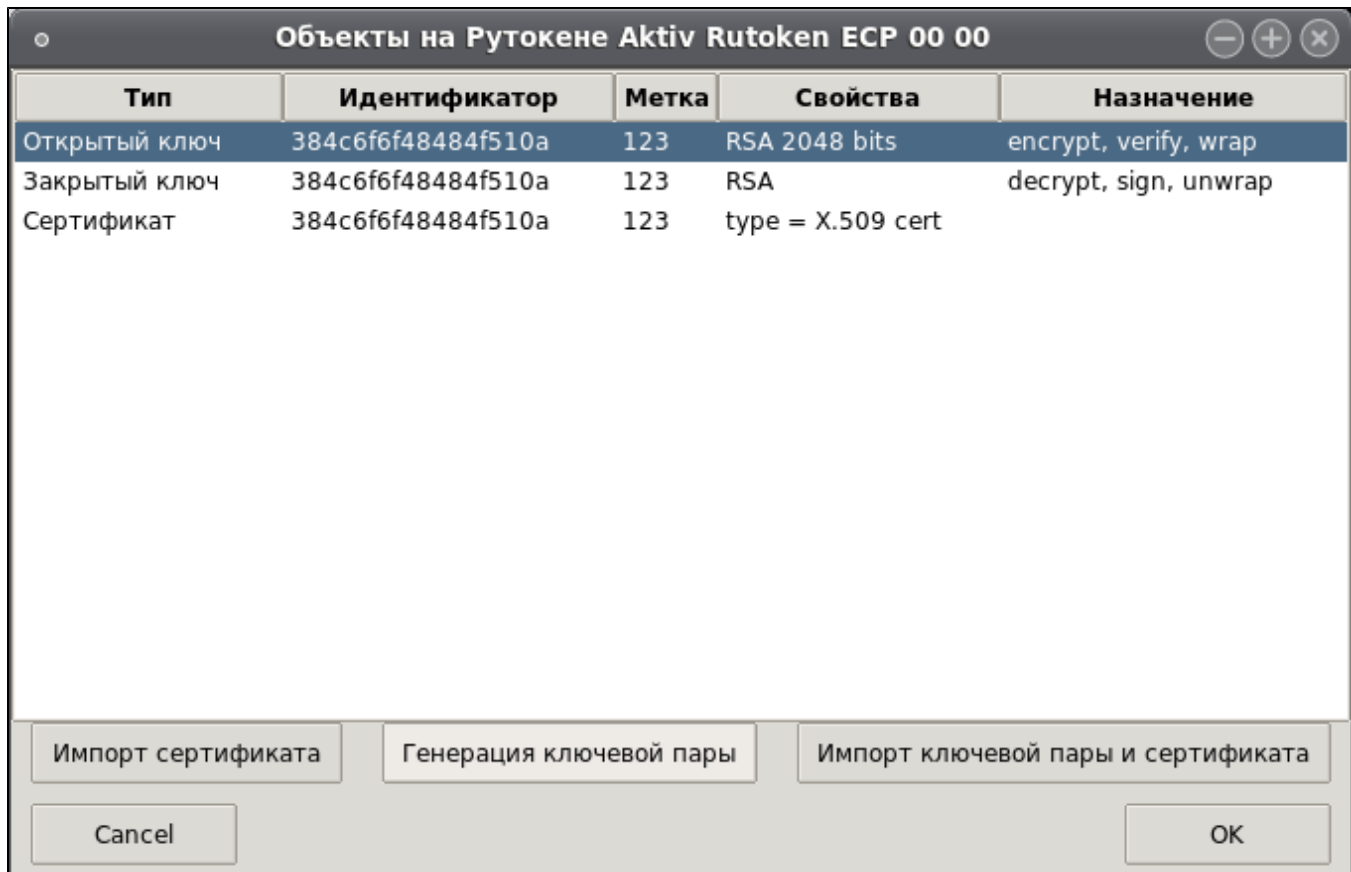 Объекты на Рутокене Aktiv Rutoken ECP 00 00
Тип Идентификатор Метка Свойства Назначение
Открытый ключ 384c6f6f48484f510a 123 RSA 2048 bits encrypt, verify, wrap
Закрытый ключ 384c6f6f48484f510a 123 RSA decrypt, sign, unwrap
Сертификат 384c6f6f48484f510a 123 type = X.509 cert
Импорт сертификата Генерация ключевой пары Импорт ключевой пары и сертификата
Cancel OK